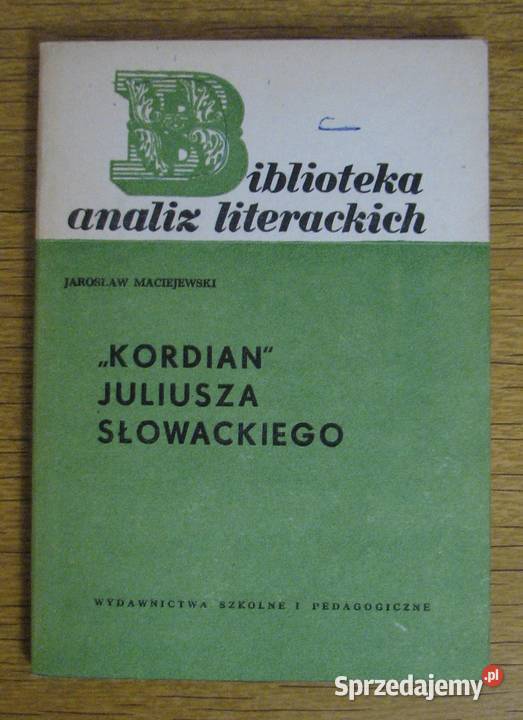 Biblioteka
analiz literackich
JAROSŁAW MACIEJEWSKI
„KORDIAN"
JULIUSZA
SŁOWACKIEGO
WYDAWNICTWA SZKOLNE I PEDAGOGICZNE
Sprzedajemy.pl